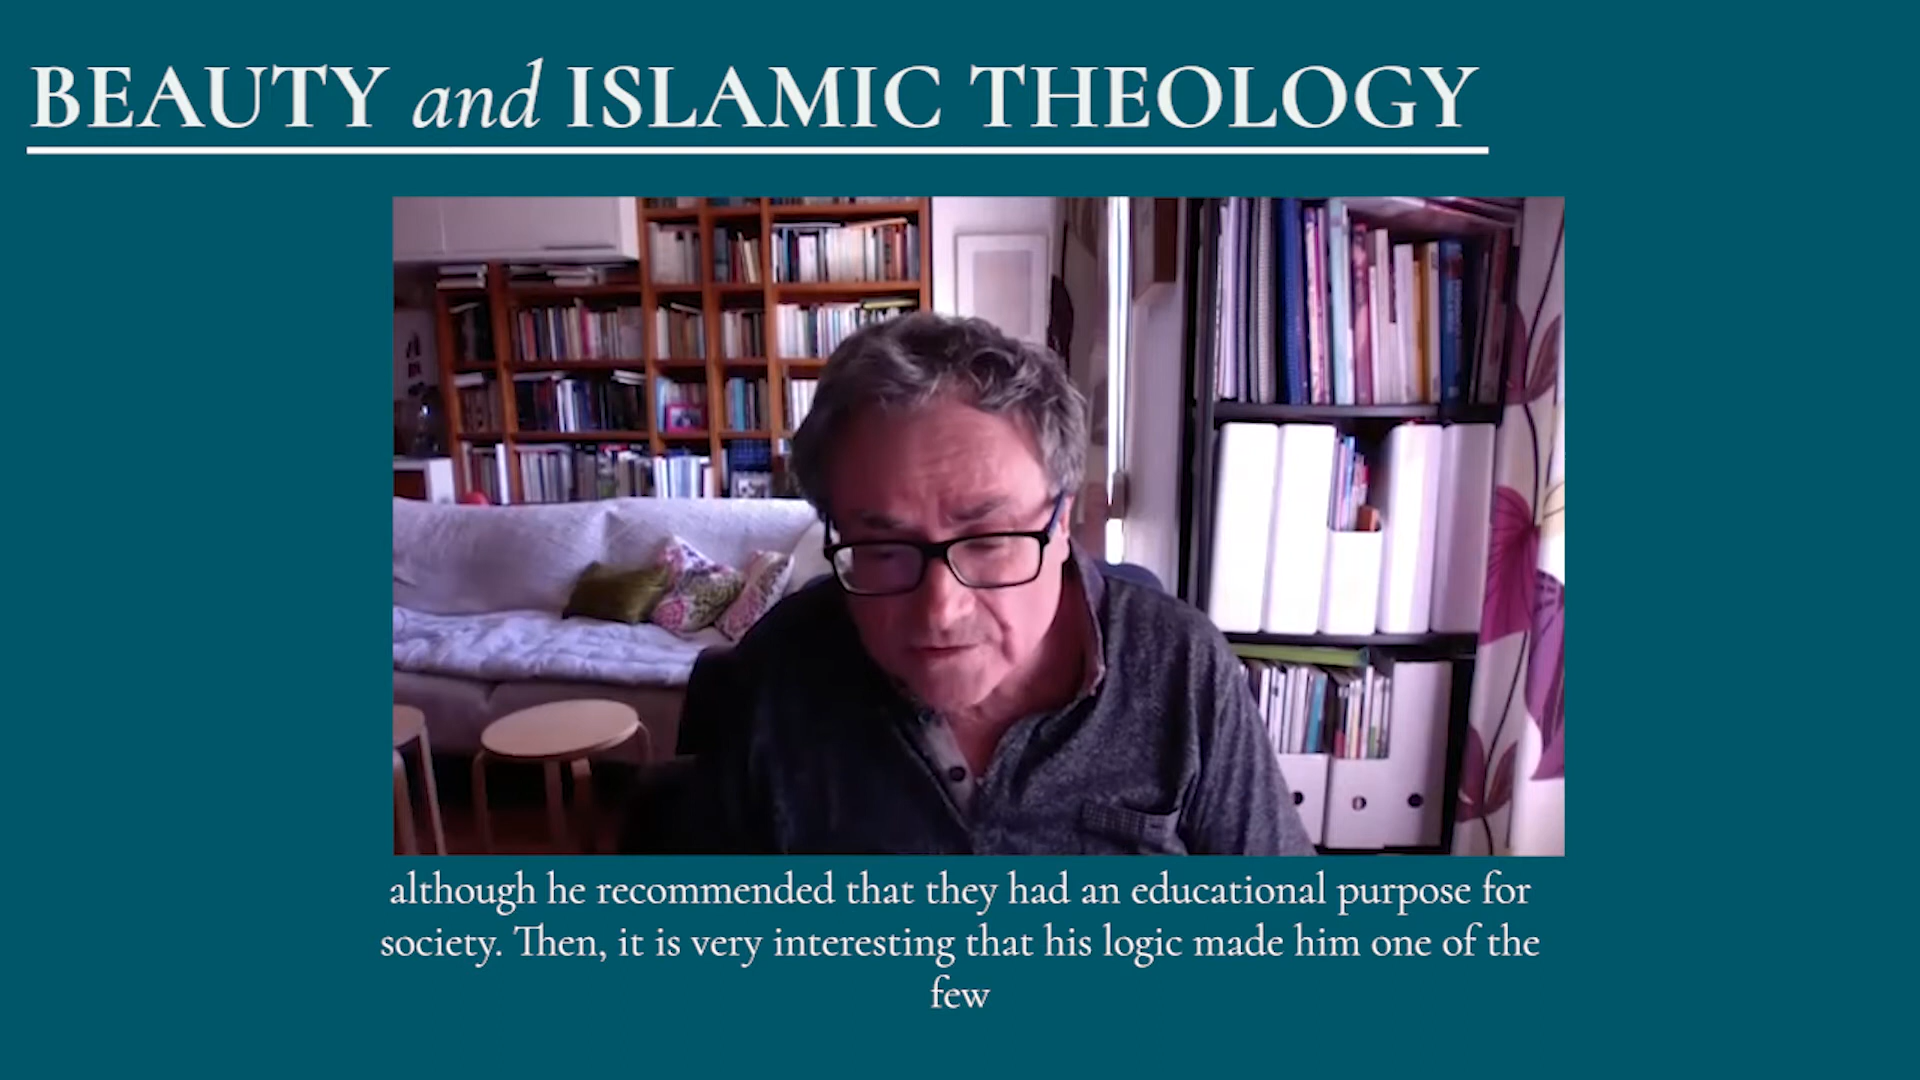 BEAUTY and ISLAMIC THEOLOGY
although he recommended that they had an educational purpose for
society. Then, it is very interesting that his logic made him one of the
few